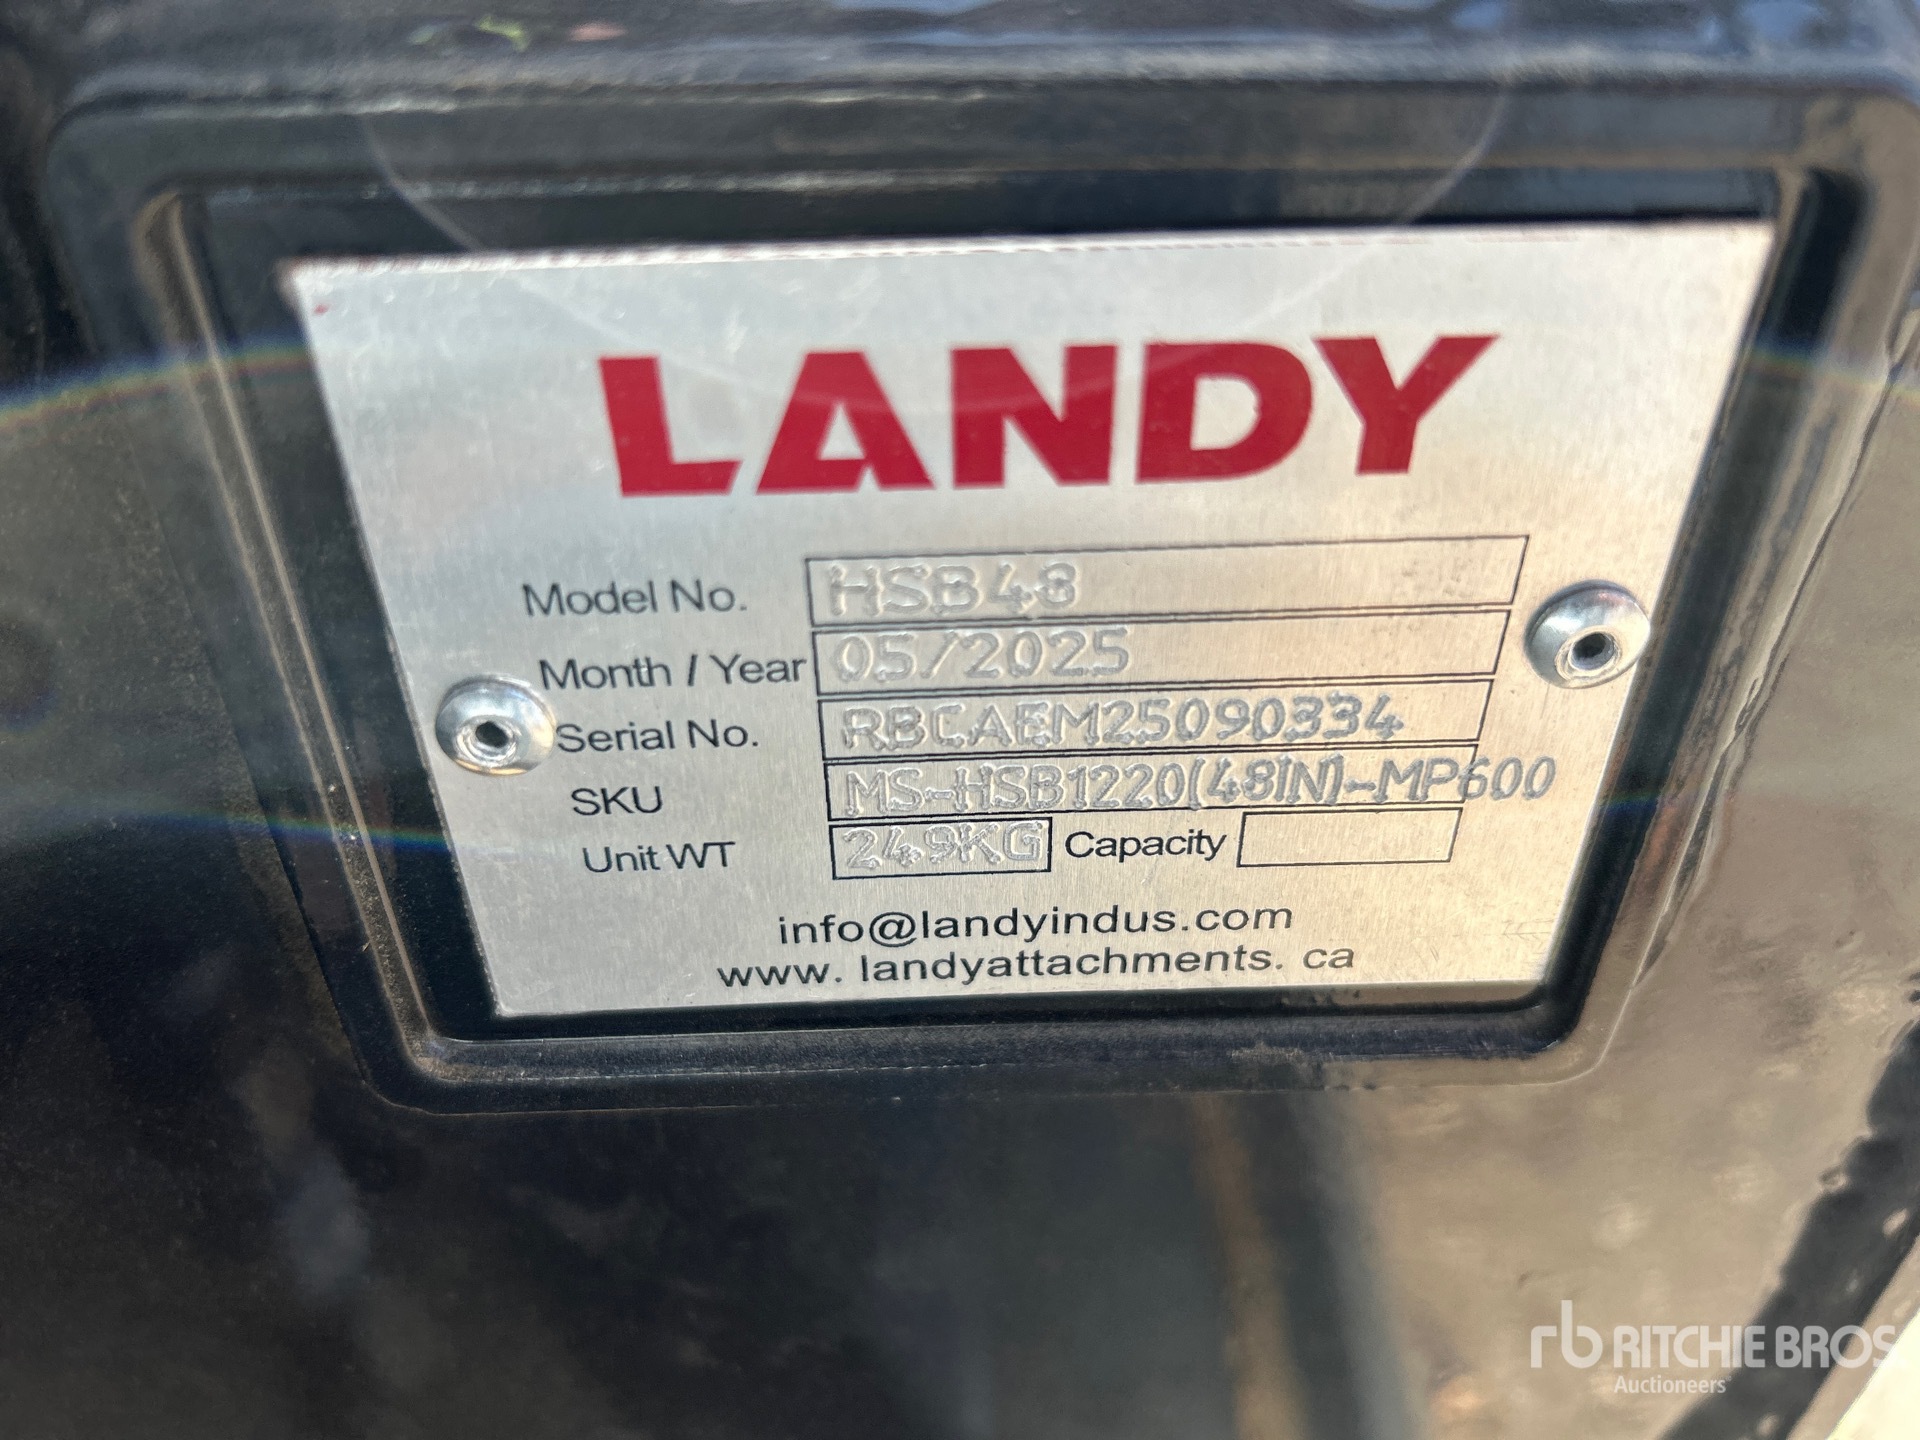 LANDY
Model No. HSB48
Month / Year 05/2025
Serial No. RBCAEM25090334
SKU MS-HSB1220(48IN)-MP600
Unit WT 249KG Capacity
info@landyindus.com
www. landyattachments. ca
rb RITCHIE BROS.
Auctioneers